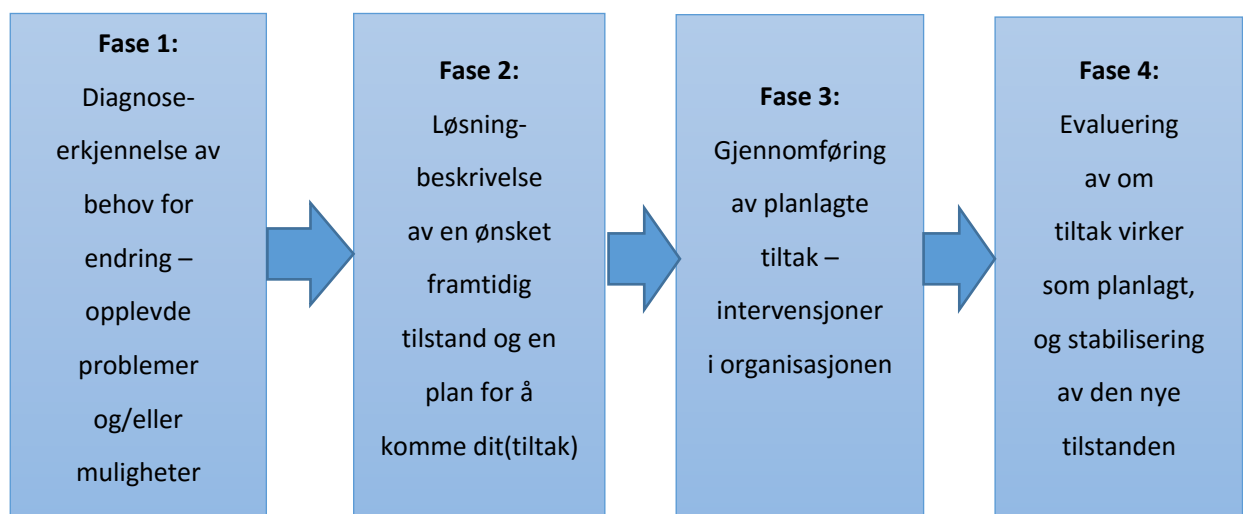 Fase 1:
Diagnose-
erkjennelse av
behov for
endring –
opplevde
problemer
og/eller
muligheter
Fase 2:
Løsning-
beskrivelse
av en ønsket
framtidig
tilstand og en
plan for å
komme dit(tiltak)
Fase 3:
Gjennomføring
av planlagte
tiltak –
intervensjoner
i organisasjonen
Fase 4:
Evaluering
av om
tiltak virker
som planlagt,
og stabilisering
av den nye
tilstanden